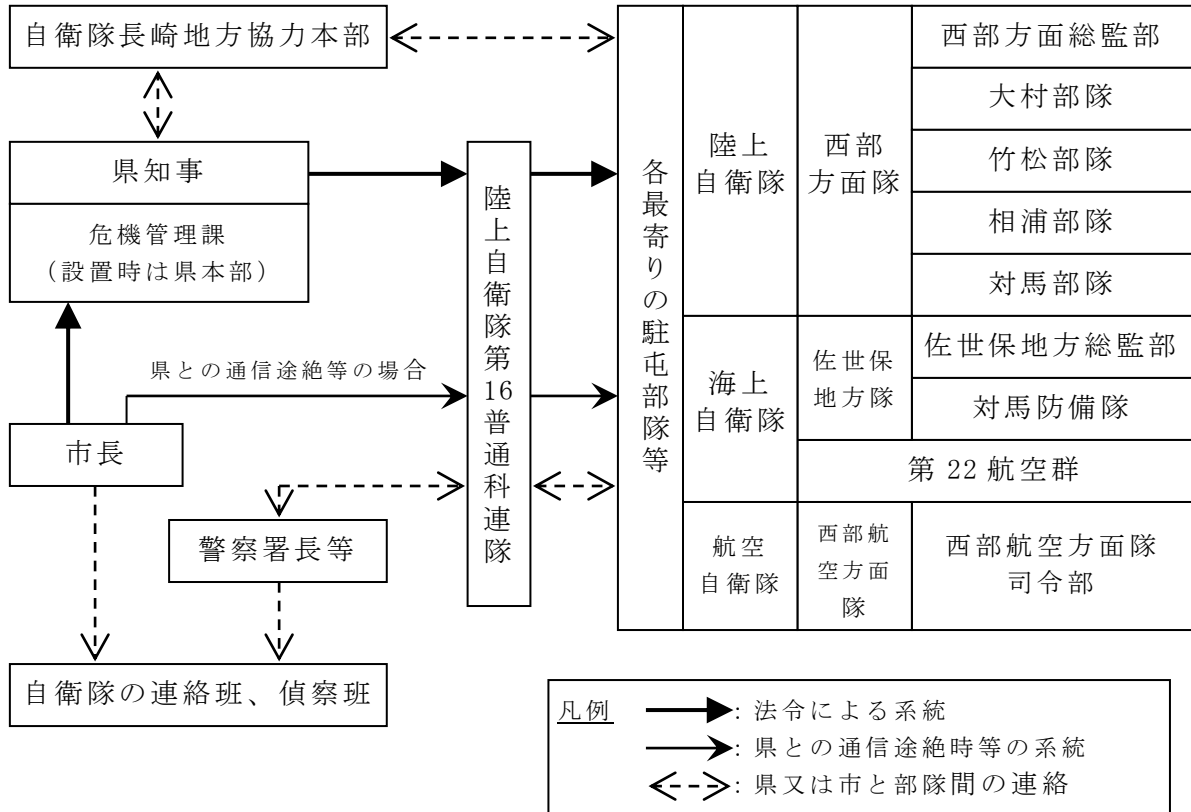 自衛隊長崎地方協力本部
県知事
危機管理課
（設置時は県本部）
県との通信途絶等の場合
市長
警察署長等
自衛隊の連絡班、偵察班
陸上自衛隊第16普通科連隊
各最寄りの駐屯部隊等
陸上
自衛隊
西部
方面隊
西部方面総監部
大村部隊
竹松部隊
相浦部隊
対馬部隊
海上
自衛隊
佐世保
地方隊
佐世保地方総監部
対馬防備隊
第 22 航空群
航空
自衛隊
西部航
空方面
隊
西部航空方面隊
司令部
凡例
: 法令による系統
: 県との通信途絶時等の系統
: 県又は市と部隊間の連絡